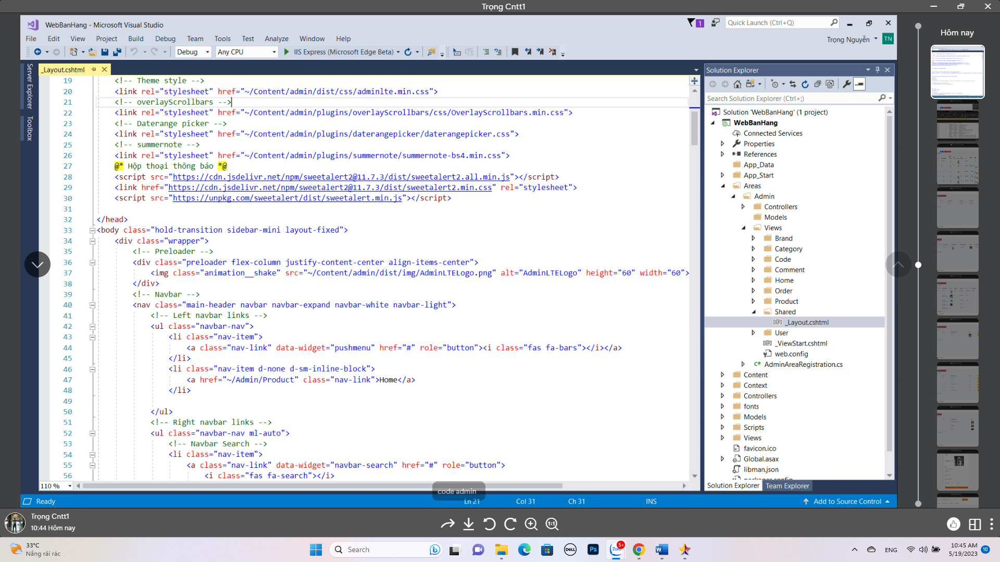 Trọng Cntt1
WebBanHang - Microsoft Visual Studio
1
Quick Launch (Ctrl+Q)
File Edit View Project Build Debug Team Tools Test Analyze Window Help
Trọng Nguyễn TN
Debug Any CPU IIS Express (Microsoft Edge Beta)
Server Explorer
Toolbox
_Layout.cshtml
19 <!-- Theme style -->
20 <link rel="stylesheet" href="~/Content/admin/dist/css/adminlte.min.css">
21 <!-- overlayScrollbars -->
22 <link rel="stylesheet" href="~/Content/admin/plugins/overlayScrollbars/css/OverlayScrollbars.min.css">
23 <!-- Daterange picker -->
24 <link rel="stylesheet" href="~/Content/admin/plugins/daterangepicker/daterangepicker.css">
25 <!-- summernote -->
26 <link rel="stylesheet" href="~/Content/admin/plugins/summernote/summernote-bs4.min.css">
27 @* Hộp thoại thông báo *@
28 <script src="https://cdn.jsdelivr.net/npm/sweetalert2@11.7.3/dist/sweetalert2.all.min.js"></script>
29 <link href="https://cdn.jsdelivr.net/npm/sweetalert2@11.7.3/dist/sweetalert2.min.css" rel="stylesheet">
30 <script src="https://unpkg.com/sweetalert/dist/sweetalert.min.js"></script>
31
32 </head>
33 <body class="hold-transition sidebar-mini layout-fixed">
34 <div class="wrapper">
35 <!-- Preloader -->
36 <div class="preloader flex-column justify-content-center align-items-center">
37 <img class="animation__shake" src="~/Content/admin/dist/img/AdminLTELogo.png" alt="AdminLTELogo" height="60" width="60">
38 </div>
39 <!-- Navbar -->
40 <nav class="main-header navbar navbar-expand navbar-white navbar-light">
41 <!-- Left navbar links -->
42 <ul class="navbar-nav">
43 <li class="nav-item">
44 <a class="nav-link" data-widget="pushmenu" href="#" role="button"><i class="fas fa-bars"></i></a>
45 </li>
46 <li class="nav-item d-none d-sm-inline-block">
47 <a href="~/Admin/Product" class="nav-link">Home</a>
48 </li>
49
50 </ul>
51 <!-- Right navbar links -->
52 <ul class="navbar-nav ml-auto">
53 <!-- Navbar Search -->
54 <li class="nav-item">
55 <a class="nav-link" data-widget="navbar-search" href="#" role="button">
56 <i class="fas fa-search"></i>
110 %
code admin
Ready Ln 21 Col 31 Ch 31 INS Add to Source Control
Solution Explorer
Search Solution Explorer (Ctrl+;)
Solution 'WebBanHang' (1 project)
WebBanHang
Connected Services
Properties
References
App_Data
App_Start
Areas
Admin
Controllers
Models
Views
Brand
Category
Code
Comment
Home
Order
Product
Shared
_Layout.cshtml
User
_ViewStart.cshtml
web.config
C# AdminAreaRegistration.cs
Content
Context
Controllers
fonts
Models
Scripts
Views
favicon.ico
Global.asax
libman.json
packages.config
Solution Explorer Team Explorer
Hôm nay
Trọng Cntt1
10:44 Hôm nay
1:1
33°C
Nắng rải rác
Search
DELL
Ps
Zalo
5+
W
ENG
10:45 AM
5/19/2023
10